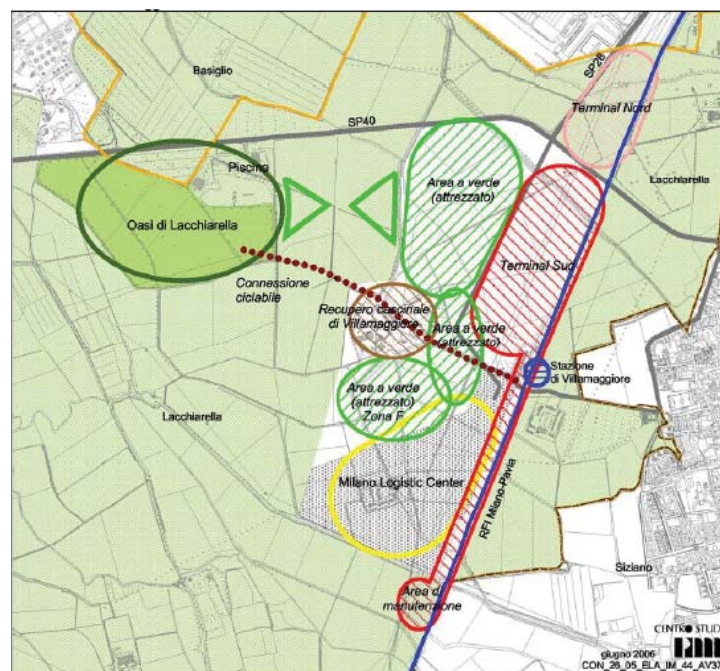 Basiglio
SP28
Terminal Nord
SP40
Piscina
Area a verde
(attrezzato)
Lacchiarella
Oasi di Lacchiarella
Terminal Sud
Connessione
ciclabile
Recupero cascinale
di Villamaggiore
Area a verde
(attrezzato)
Stazione
di Villamaggiore
Area a verde
(attrezzato)
Zona F
Lacchiarella
Milano Logistic Center
RFI Milano-Pavia
Siziano
Area di
manutenzione
CENTRO STUDI
giugno 2006